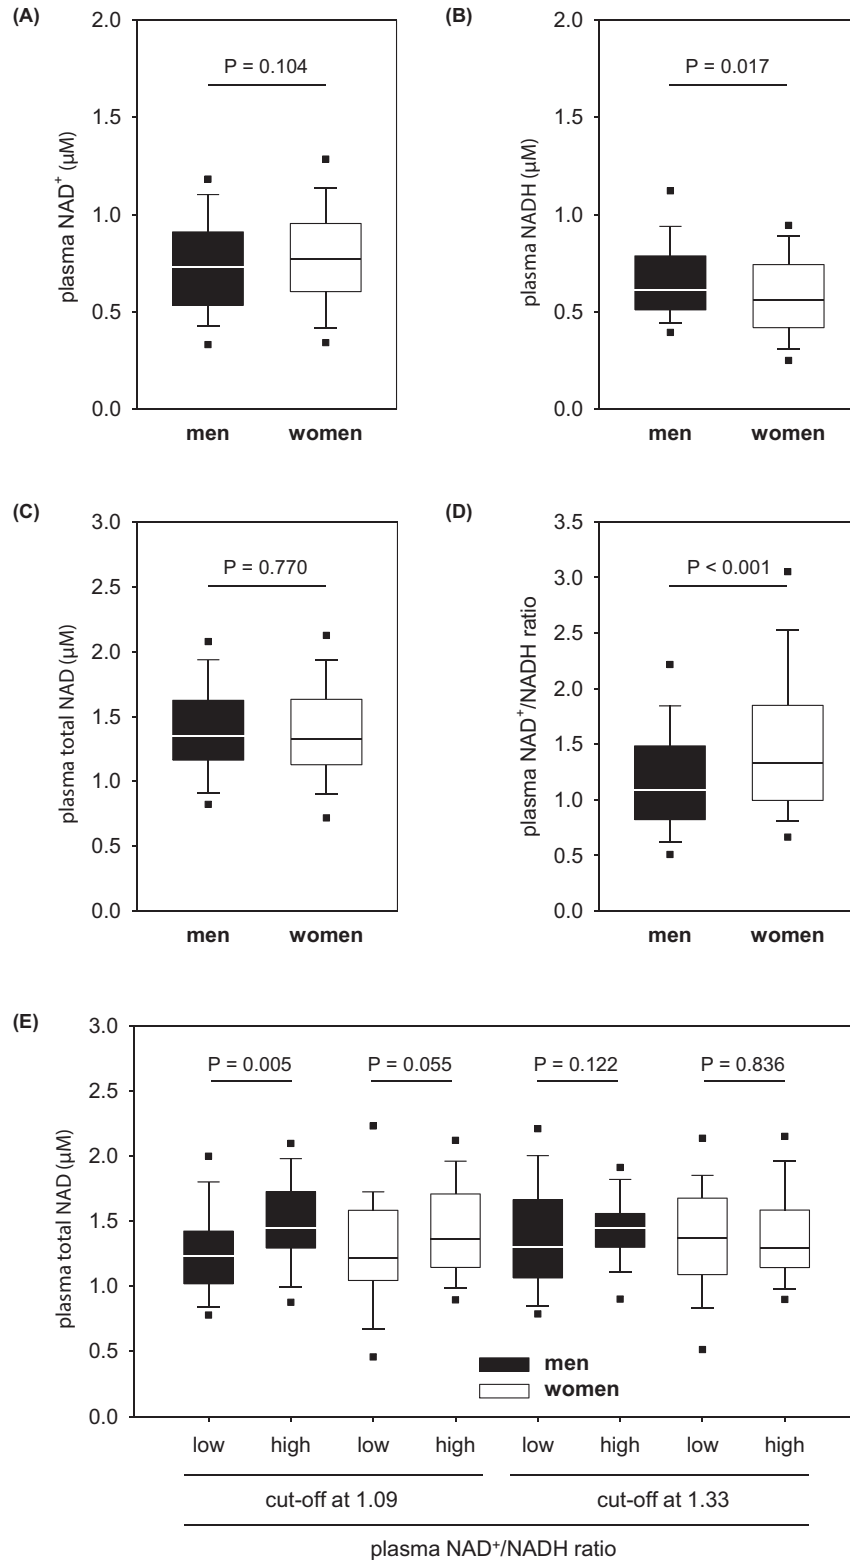 (A)
plasma NAD⁺ (µM)
2.0
1.5
1.0
0.5
0.0
P = 0.104
men women
(B)
plasma NADH (µM)
2.0
1.5
1.0
0.5
0.0
P = 0.017
men women
(C)
plasma total NAD (µM)
3.0
2.5
2.0
1.5
1.0
0.5
0.0
P = 0.770
men women
(D)
plasma NAD⁺/NADH ratio
3.5
3.0
2.5
2.0
1.5
1.0
0.5
0.0
P < 0.001
men women
(E)
plasma total NAD (µM)
3.0
2.5
2.0
1.5
1.0
0.5
0.0
P = 0.005 P = 0.055 P = 0.122 P = 0.836
men
women
low high low high low high low high
cut-off at 1.09 cut-off at 1.33
plasma NAD⁺/NADH ratio